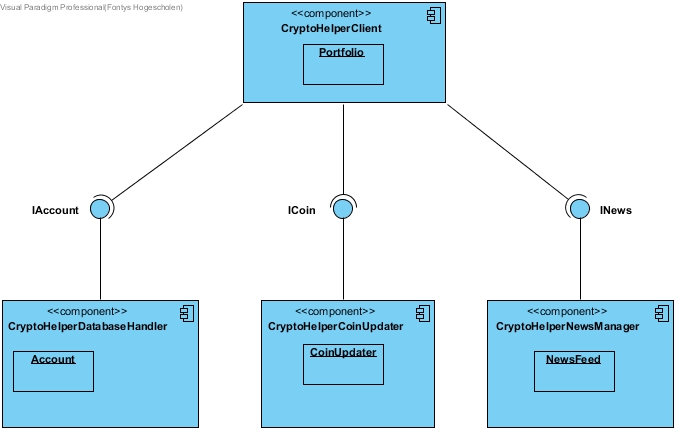 Visual Paradigm Professional(Fontys Hogescholen)
<<component>>
CryptoHelperClient
Portfolio
IAccount
ICoin
INews
<<component>>
CryptoHelperDatabaseHandler
Account
<<component>>
CryptoHelperCoinUpdater
CoinUpdater
<<component>>
CryptoHelperNewsManager
NewsFeed